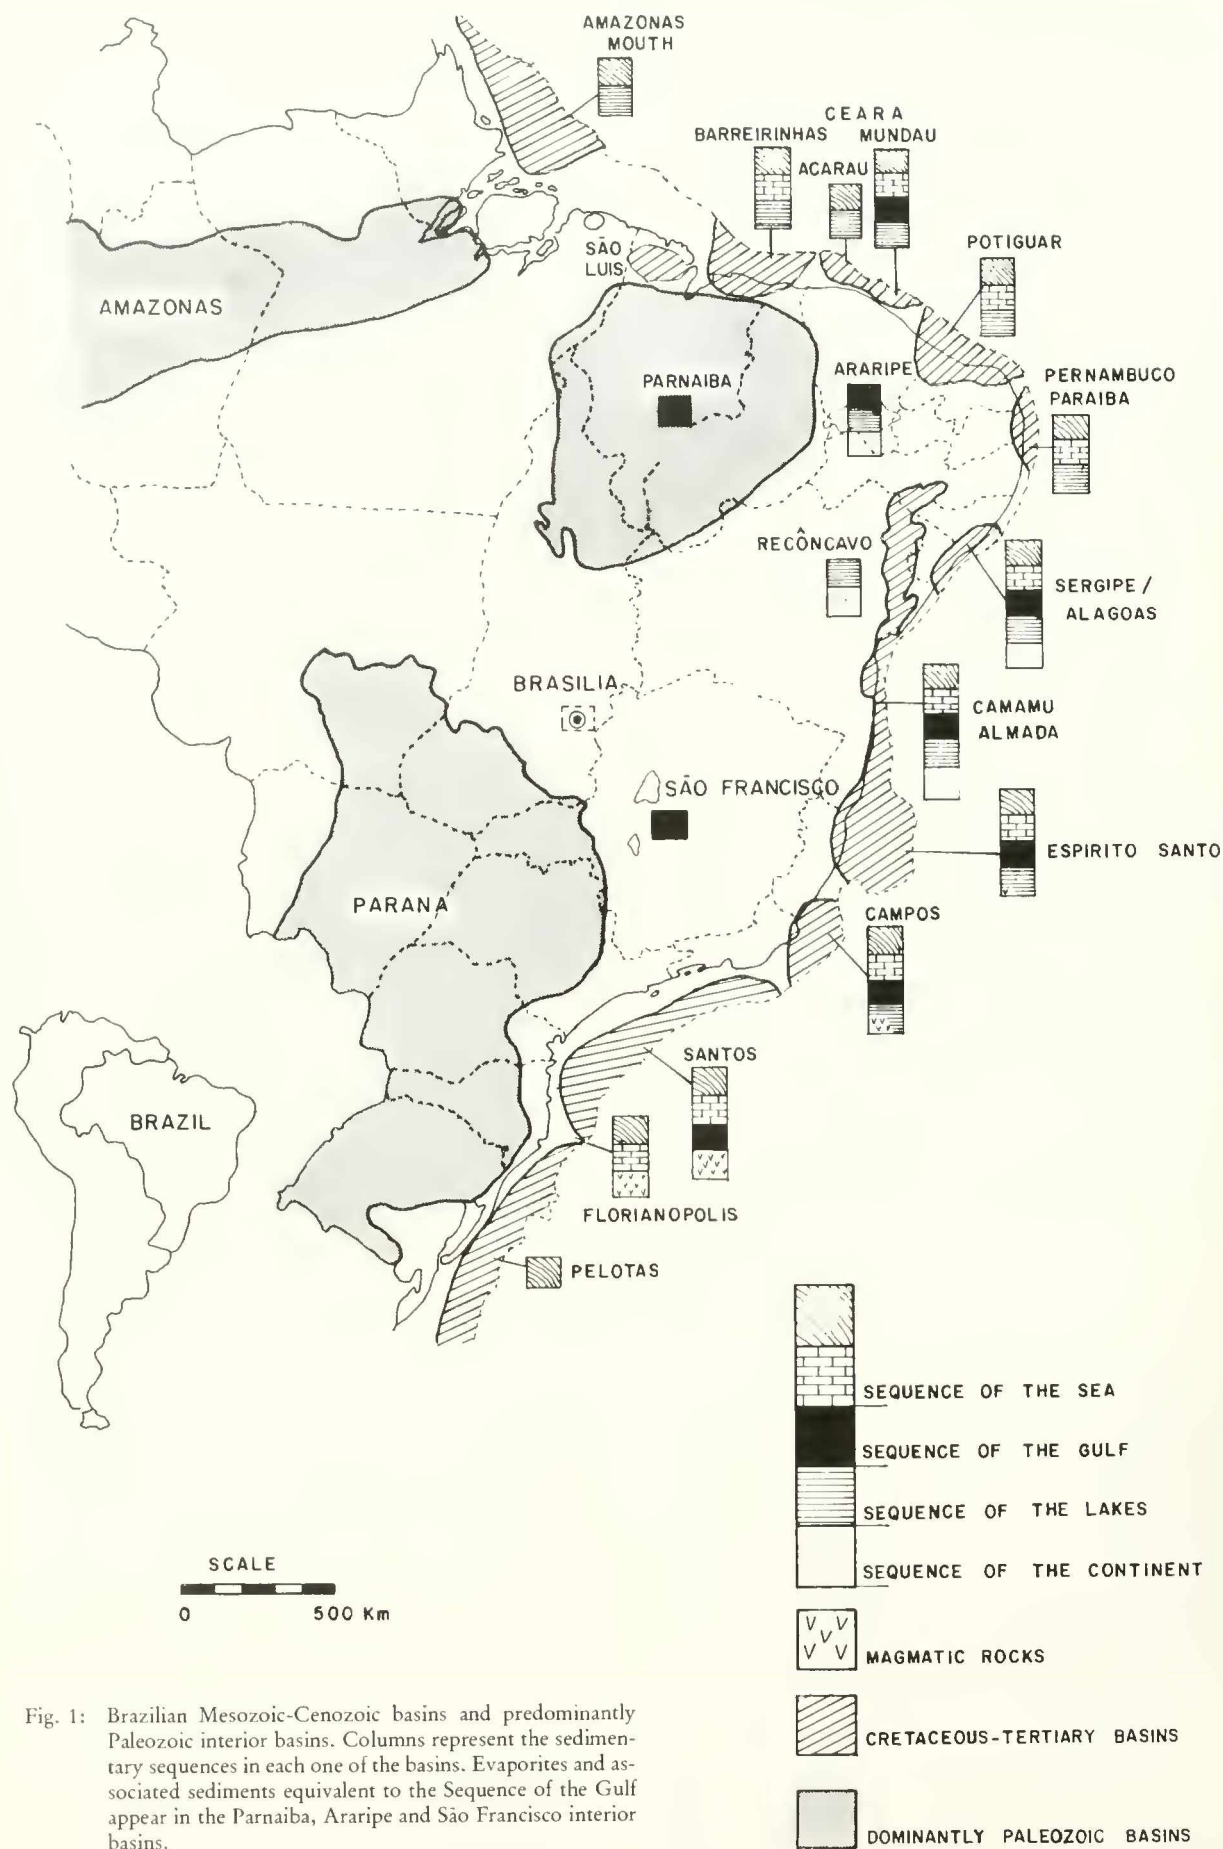 AMAZONAS
MOUTH
CEARA
BARREIRINHAS
MUNDAU
ACARAU
POTIGUAR
SÃO
LUIS
AMAZONAS
PARNAIBA
ARARIPE
PERNAMBUCO
PARAIBA
RECÔNCAVO
SERGIPE/
ALAGOAS
BRASILIA
CAMAMU
ALMADA
SÃO FRANCISCO
ESPIRITO SANTO
PARANA
CAMPOS
SANTOS
BRAZIL
FLORIANOPOLIS
PELOTAS
SEQUENCE OF THE SEA
SEQUENCE OF THE GULF
SEQUENCE OF THE LAKES
SEQUENCE OF THE CONTINENT
MAGMATIC ROCKS
CRETACEOUS-TERTIARY BASINS
DOMINANTLY PALEOZOIC BASINS
SCALE
0 500 Km
Fig. 1: Brazilian Mesozoic-Cenozoic basins and predominantly
Paleozoic interior basins. Columns represent the sedimen-
tary sequences in each one of the basins. Evaporites and as-
sociated sediments equivalent to the Sequence of the Gulf
appear in the Parnaiba, Araripe and São Francisco interior
basins.